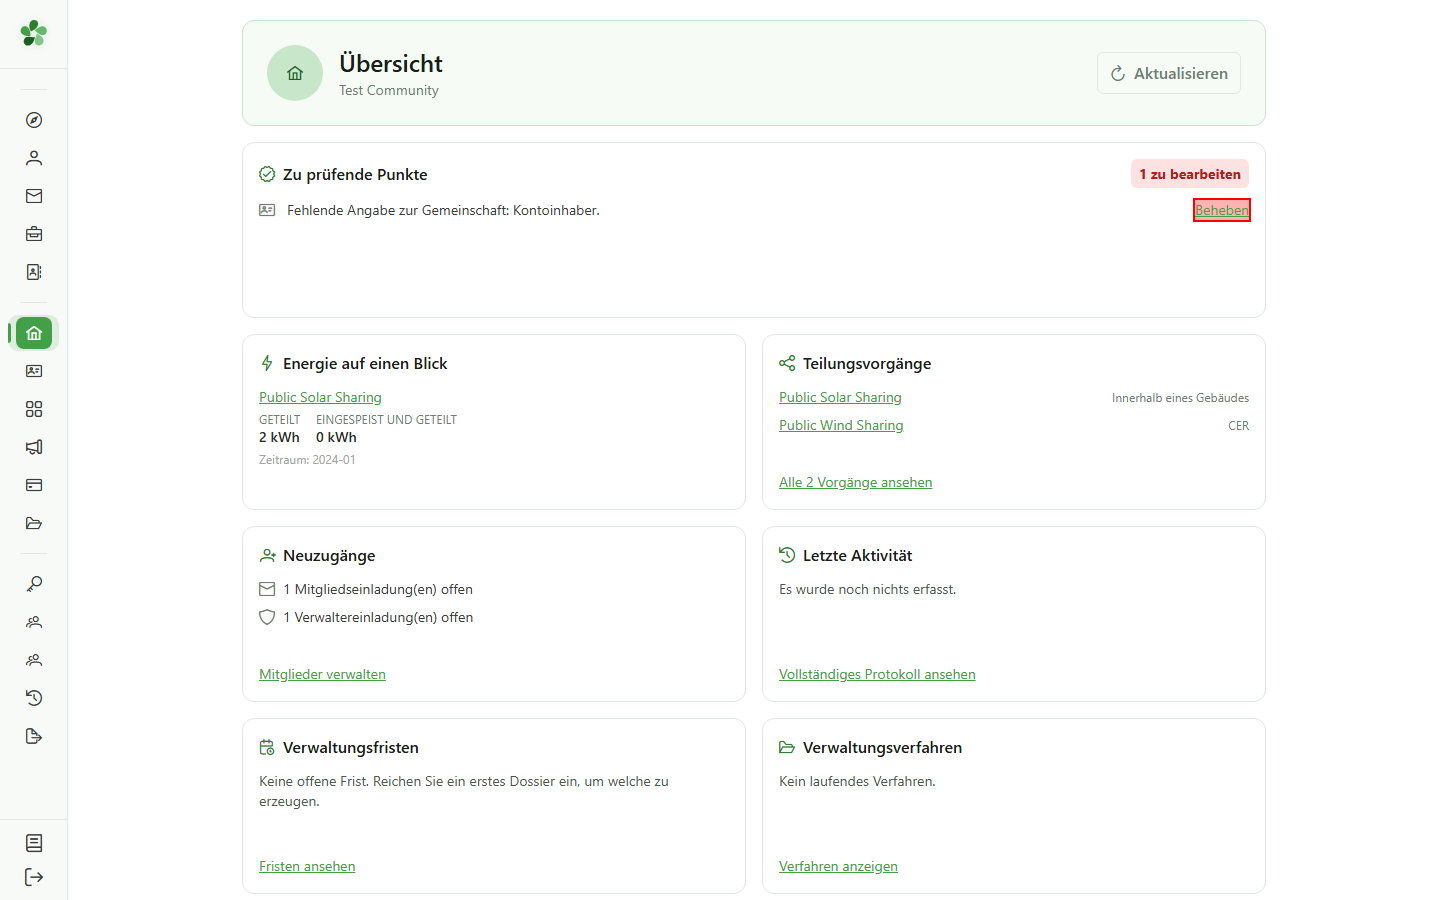 Übersicht
Test Community
Aktualisieren
Zu prüfende Punkte
1 zu bearbeiten
Fehlende Angabe zur Gemeinschaft: Kontoinhaber.
Beheben
Energie auf einen Blick
Public Solar Sharing
GETEILT EINGESPEIST UND GETEILT
2 kWh 0 kWh
Zeitraum: 2024-01
Teilungsvorgänge
Public Solar Sharing
Innerhalb eines Gebäudes
Public Wind Sharing
CER
Alle 2 Vorgänge ansehen
Neuzugänge
1 Mitgliedseinladung(en) offen
1 Verwaltereinladung(en) offen
Mitglieder verwalten
Letzte Aktivität
Es wurde noch nichts erfasst.
Vollständiges Protokoll ansehen
Verwaltungsfristen
Keine offene Frist. Reichen Sie ein erstes Dossier ein, um welche zu
erzeugen.
Fristen ansehen
Verwaltungsverfahren
Kein laufendes Verfahren.
Verfahren anzeigen